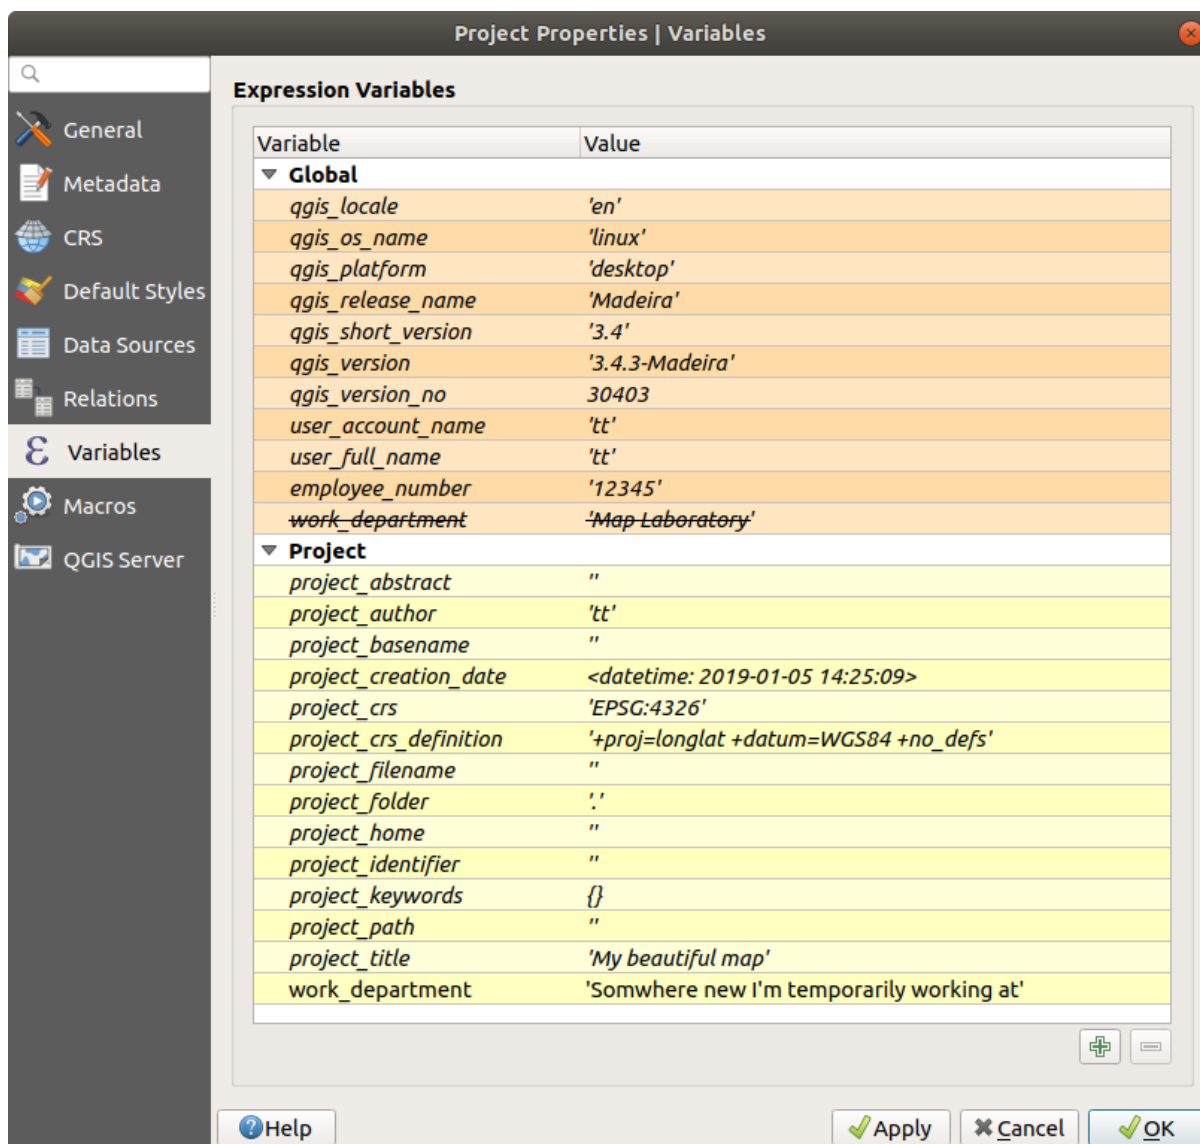 Project Properties | Variables
General
Metadata
CRS
Default Styles
Data Sources
Relations
Variables
Macros
QGIS Server
Expression Variables
Variable Value
Global
qgis_locale 'en'
qgis_os_name 'linux'
qgis_platform 'desktop'
qgis_release_name 'Madeira'
qgis_short_version '3.4'
qgis_version '3.4.3-Madeira'
qgis_version_no 30403
user_account_name 'tt'
user_full_name 'tt'
employee_number '12345'
work_department 'Map Laboratory'
Project
project_abstract ''
project_author 'tt'
project_basename ''
project_creation_date <datetime: 2019-01-05 14:25:09>
project_crs 'EPSG:4326'
project_crs_definition '+proj=longlat +datum=WGS84 +no_defs'
project_filename ''
project_folder '.'
project_home ''
project_identifier ''
project_keywords {}
project_path ''
project_title 'My beautiful map'
work_department 'Somwhere new I'm temporarily working at'
Help Apply Cancel OK